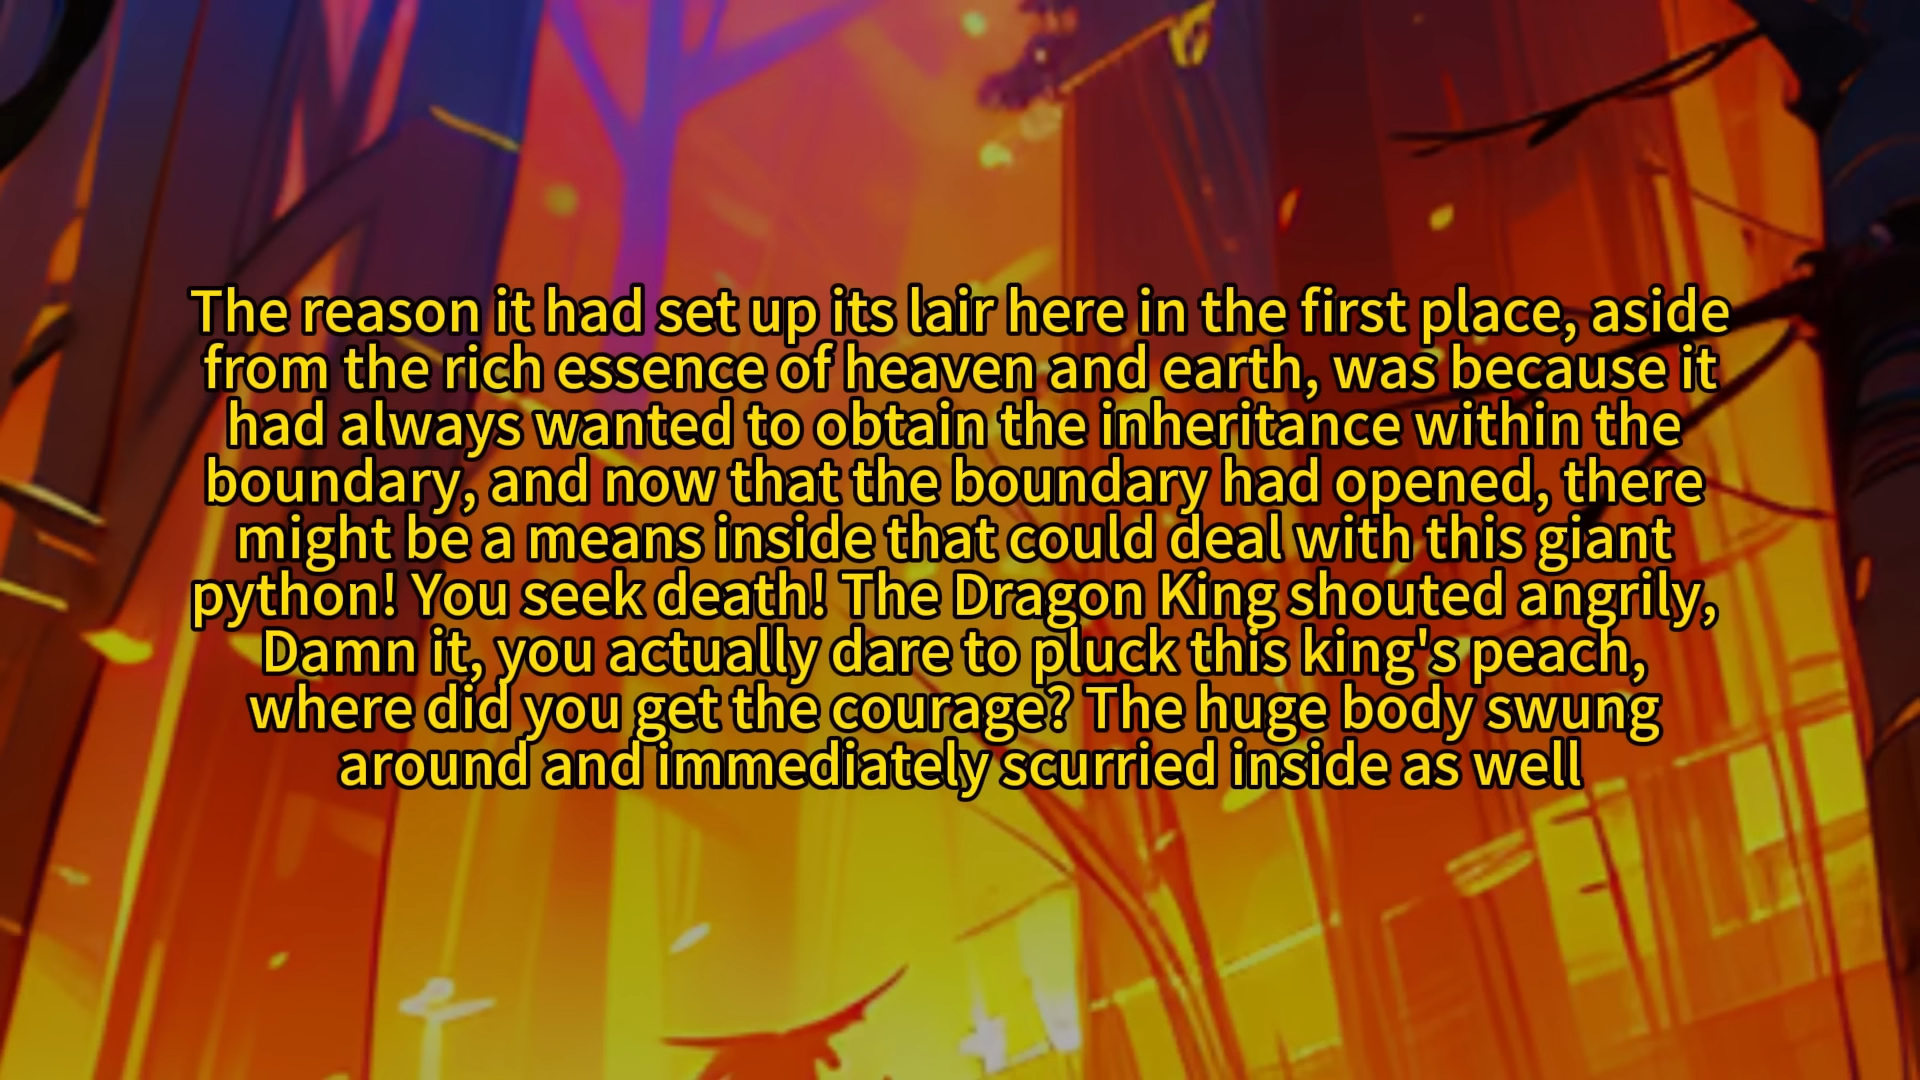 The reason it had set up its lair here in the first place, aside
from the rich essence of heaven and earth, was because it
had always wanted to obtain the inheritance within the
boundary, and now that the boundary had opened, there
might be a means inside that could deal with this giant
python! You seek death! The Dragon King shouted angrily,
Damn it, you actually dare to pluck this king's peach,
where did you get the courage? The huge body swung
around and immediately scurried inside as well